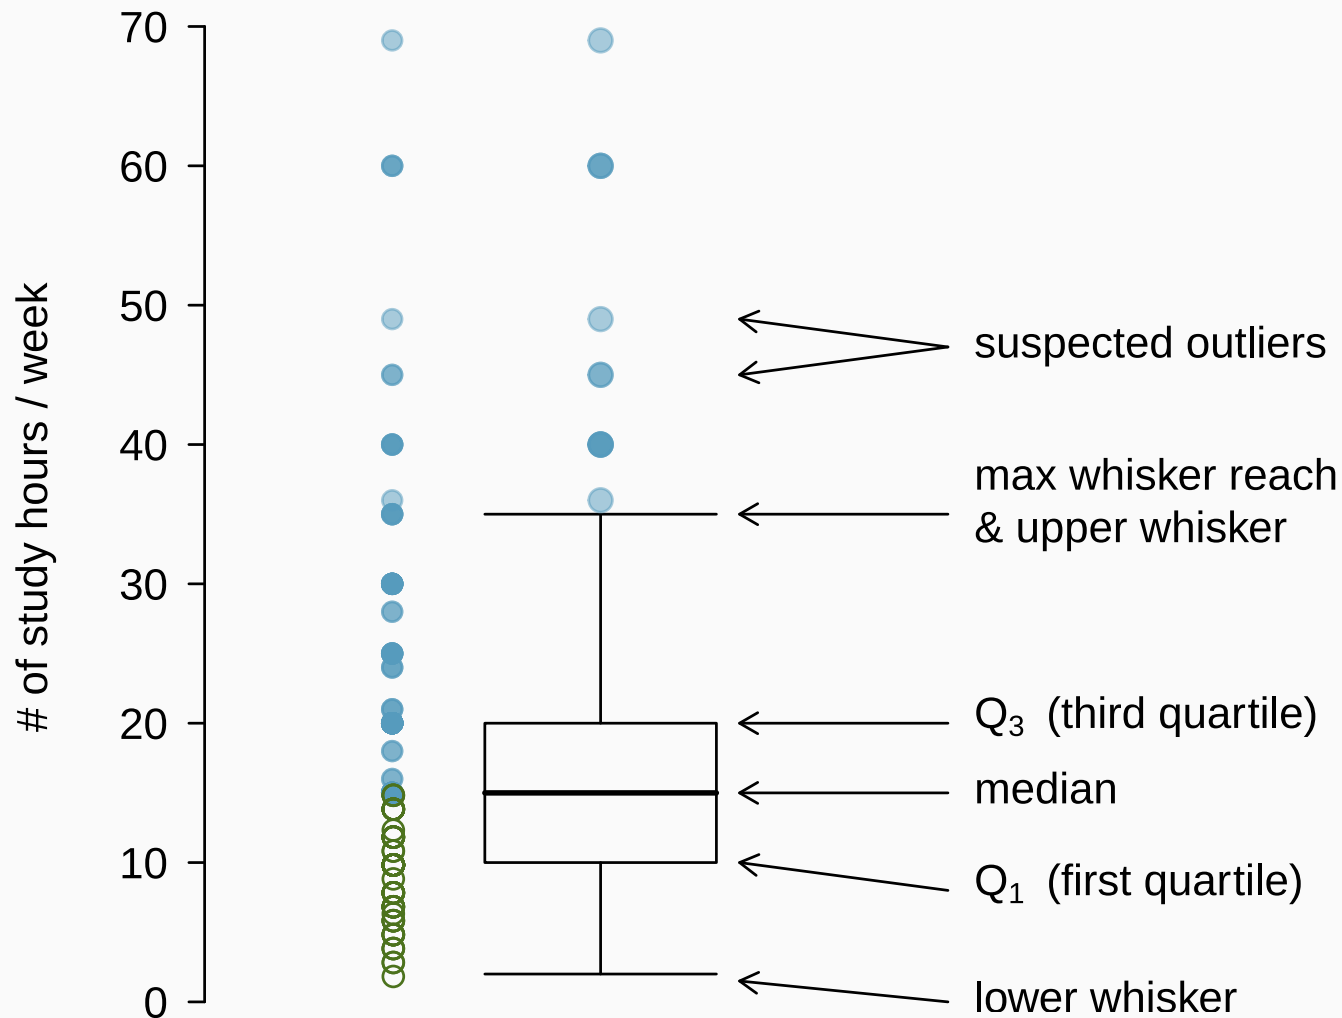 70
60
50
40
30
20
10
0
# of study hours / week
suspected outliers
max whisker reach
& upper whisker
Q₃ (third quartile)
median
Q₁ (first quartile)
lower whisker